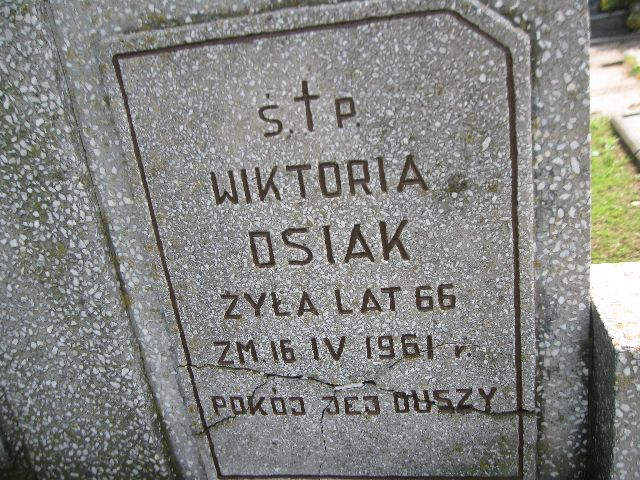 Ś.†P.
WIKTORIA
OSIAK
ŻYŁA LAT 66
ZM 16 IV 1961 r.
POKÓJ JEJ DUSZY